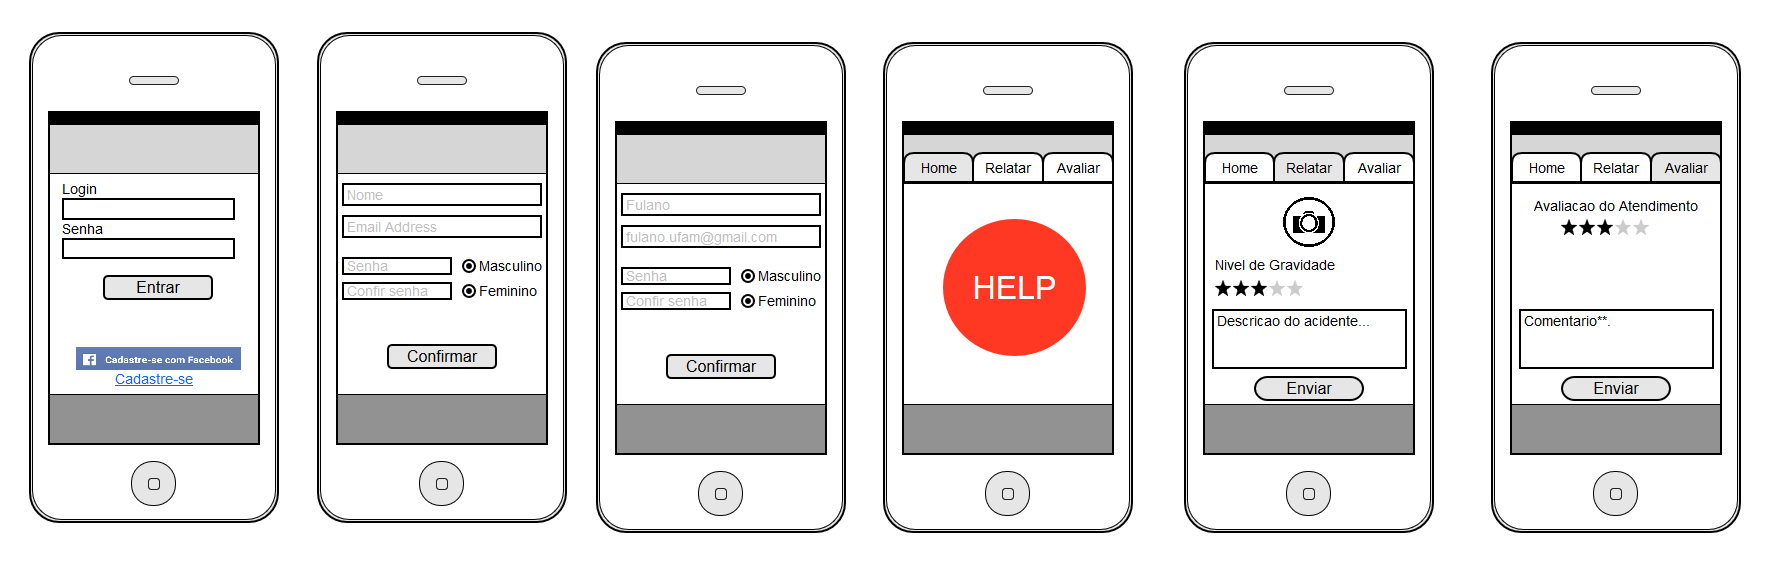 Login
Senha
Entrar
Cadastre-se com Facebook
Cadastre-se
Nome
Email Address
Senha
Masculino
Confir senha
Feminino
Confirmar
Fulano
fulano.ufam@gmail.com
Senha
Masculino
Confir senha
Feminino
Confirmar
Home Relatar Avaliar
HELP
Home Relatar Avaliar
Nivel de Gravidade
Descricao do acidente...
Enviar
Home Relatar Avaliar
Avaliacao do Atendimento
Comentario**.
Enviar